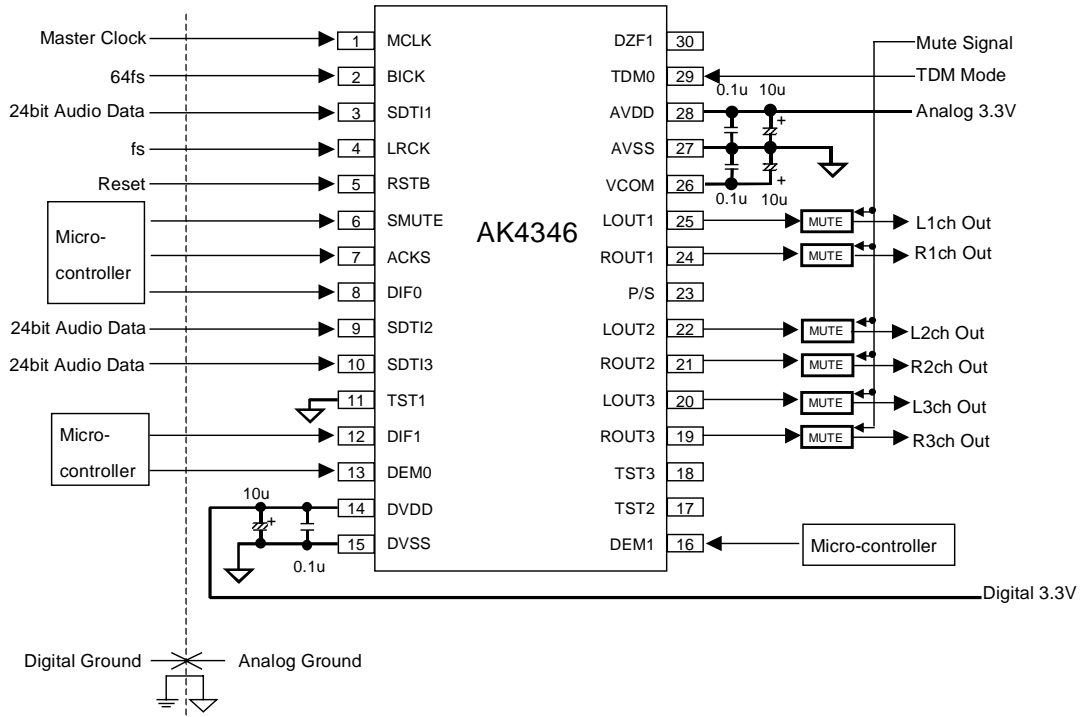 Master Clock 1 MCLK
64fs 2 BICK
24bit Audio Data 3 SDTI1
fs 4 LRCK
Reset 5 RSTB
6 SMUTE
Micro-
controller
7 ACKS
8 DIF0
24bit Audio Data 9 SDTI2
24bit Audio Data 10 SDTI3
11 TST1
Micro-
controller
12 DIF1
13 DEM0
10u
+
14 DVDD
15 DVSS
0.1u
AK4346
DZF1 30
Mute Signal
TDM0 29 TDM Mode
0.1u 10u
+
AVDD 28 Analog 3.3V
AVSS 27
VCOM 26
+
0.1u 10u
LOUT1 25 MUTE L1ch Out
ROUT1 24 MUTE R1ch Out
P/S 23
LOUT2 22 MUTE L2ch Out
ROUT2 21 MUTE R2ch Out
LOUT3 20 MUTE L3ch Out
ROUT3 19 MUTE R3ch Out
TST3 18
TST2 17
DEM1 16 Micro-controller
Digital 3.3V
Digital Ground Analog Ground